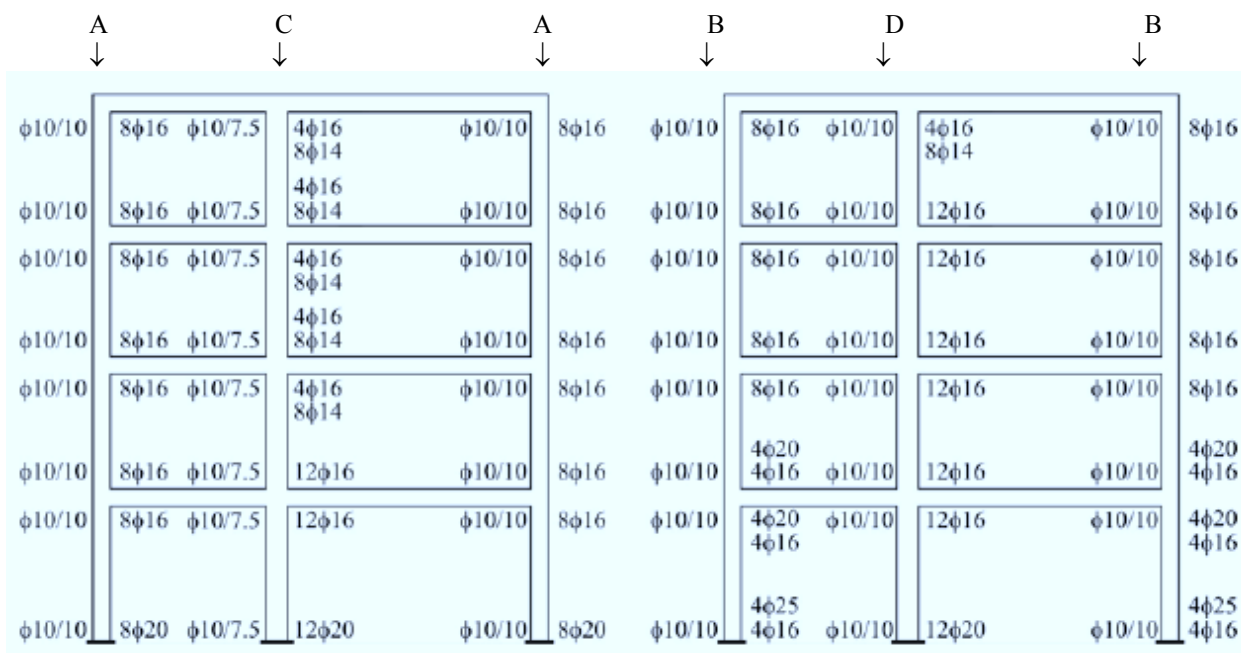 A C A B D B
↓ ↓ ↓ ↓ ↓ ↓
ϕ10/10 8ϕ16 ϕ10/7.5 4ϕ16 ϕ10/10 8ϕ16 ϕ10/10 8ϕ16 ϕ10/10 4ϕ16 ϕ10/10 8ϕ16
8ϕ14 8ϕ14
4ϕ16
ϕ10/10 8ϕ16 ϕ10/7.5 8ϕ14 ϕ10/10 8ϕ16 ϕ10/10 8ϕ16 ϕ10/10 12ϕ16 ϕ10/10 8ϕ16
ϕ10/10 8ϕ16 ϕ10/7.5 4ϕ16 ϕ10/10 8ϕ16 ϕ10/10 8ϕ16 ϕ10/10 12ϕ16 ϕ10/10 8ϕ16
8ϕ14
4ϕ16
ϕ10/10 8ϕ16 ϕ10/7.5 8ϕ14 ϕ10/10 8ϕ16 ϕ10/10 8ϕ16 ϕ10/10 12ϕ16 ϕ10/10 8ϕ16
ϕ10/10 8ϕ16 ϕ10/7.5 4ϕ16 ϕ10/10 8ϕ16 ϕ10/10 8ϕ16 ϕ10/10 12ϕ16 ϕ10/10 8ϕ16
8ϕ14
4ϕ20 4ϕ20
ϕ10/10 8ϕ16 ϕ10/7.5 12ϕ16 ϕ10/10 8ϕ16 ϕ10/10 4ϕ16 ϕ10/10 12ϕ16 ϕ10/10 4ϕ16
ϕ10/10 8ϕ16 ϕ10/7.5 12ϕ16 ϕ10/10 8ϕ16 ϕ10/10 4ϕ20 ϕ10/10 12ϕ16 ϕ10/10 4ϕ20
4ϕ16 4ϕ16
4ϕ25 4ϕ25
ϕ10/10 8ϕ20 ϕ10/7.5 12ϕ20 ϕ10/10 8ϕ20 ϕ10/10 4ϕ16 ϕ10/10 12ϕ20 ϕ10/10 4ϕ16